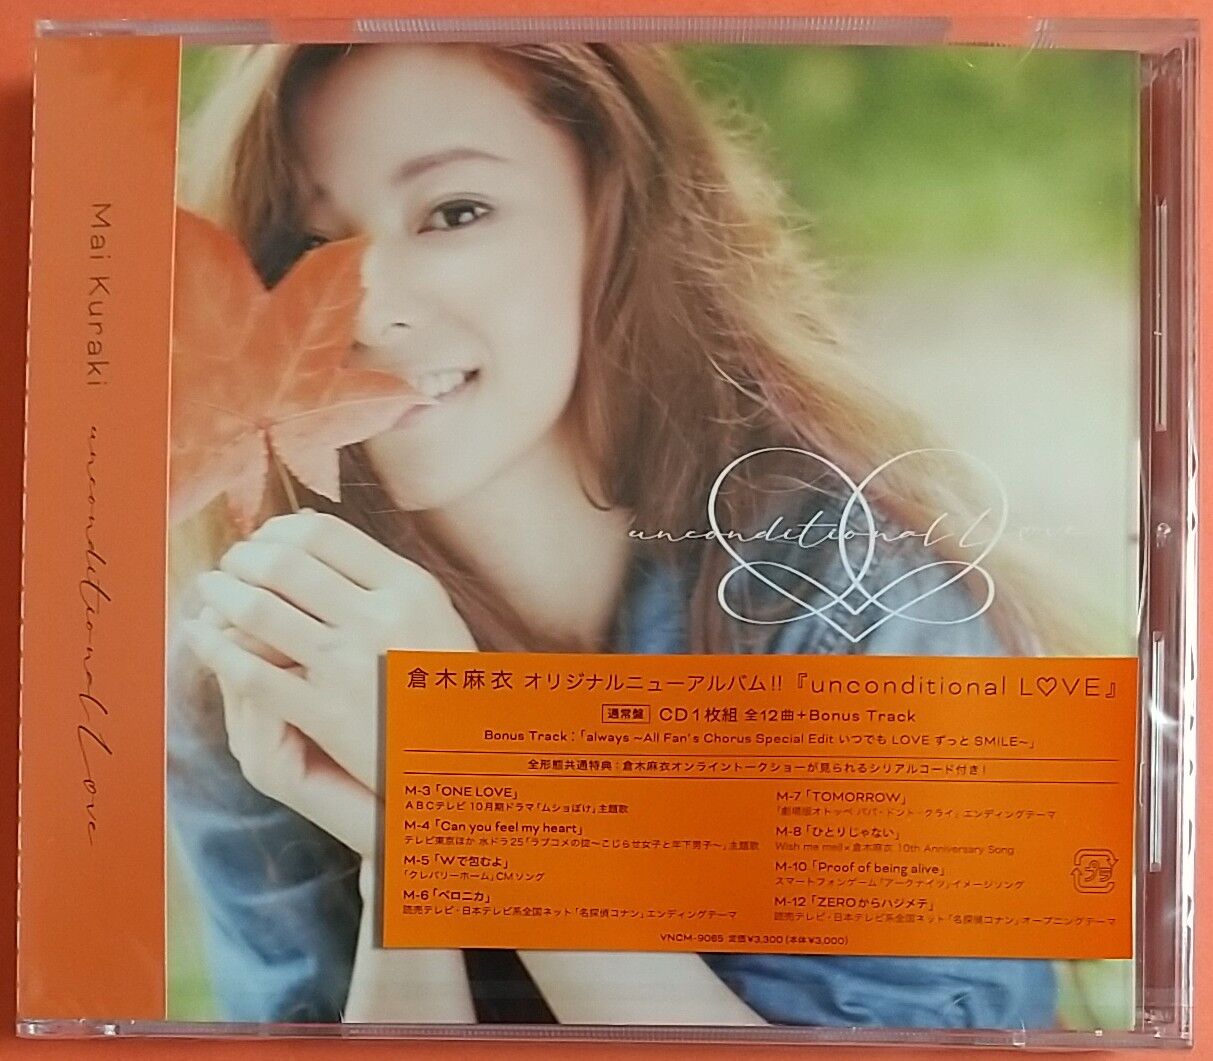 Mai Kuraki unconditional Love
unconditional L♡ve
倉木麻衣 オリジナルニューアルバム!!『unconditional L♡VE』
通常盤 CD1枚組 全12曲+Bonus Track
Bonus Track:「always ~All Fan's Chorus Special Edit いつでも LOVE ずっと SMILE~」
全形態共通特典:倉木麻衣オンライントークショーが見られるシリアルコード付き!
M-3「ONE LOVE」
ABCテレビ 10月期ドラマ「ムショぼけ」主題歌
M-4「Can you feel my heart」
テレビ東京ほか 水ドラ25「ラブコメの掟~こじらせ女子と年下男子~」主題歌
M-5「Wで包むよ」
「クレバリーホーム」CMソング
M-6「ベロニカ」
読売テレビ・日本テレビ系全国ネット「名探偵コナン」エンディングテーマ
M-7「TOMORROW」
「劇場版オトッペ パパ・ドント・クライ」エンディングテーマ
M-8「ひとりじゃない」
Wish me mell×倉木麻衣 10th Anniversary Song
M-10「Proof of being alive」
スマートフォンゲーム「アークナイツ」イメージソング
M-12「ZEROからハジメテ」
読売テレビ・日本テレビ系全国ネット「名探偵コナン」オープニングテーマ
プラ
VNCM-9065 定価¥3,300(本体¥3,000)